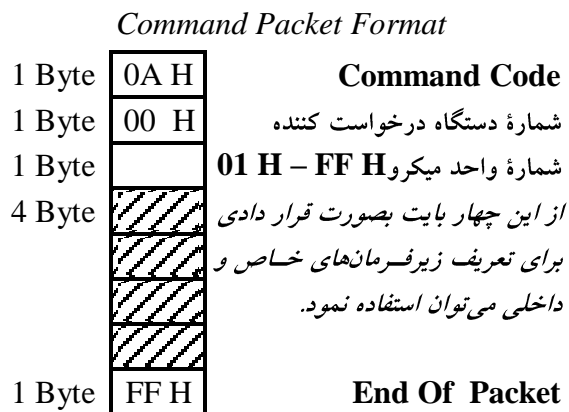 Command Packet Format
1 Byte 0A H Command Code
1 Byte 00 H شمارهٔ دستگاه درخواست کننده
1 Byte شمارهٔ واحد میکرو 01 H – FF H
4 Byte از این چهار بایت بصورت قرار دادی
برای تعریف زیرفـرمان‌های خـاص و
داخلی می‌توان استفاده نمود.
1 Byte FF H End Of Packet